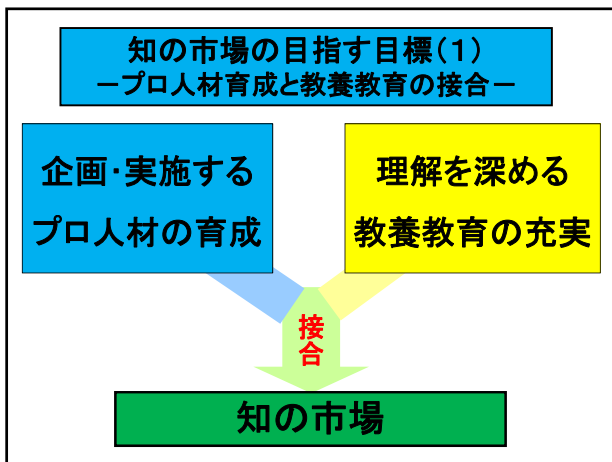 知の市場の目指す目標(1)
－プロ人材育成と教養教育の接合－
企画・実施する
プロ人材の育成
理解を深める
教養教育の充実
接合
知の市場